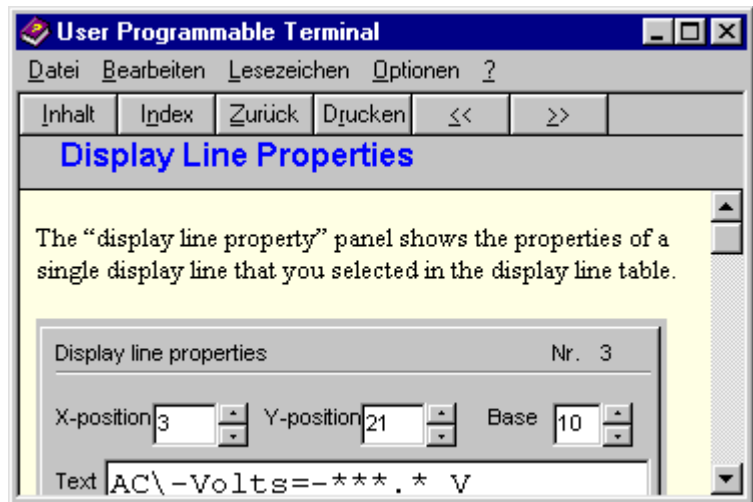 User Programmable Terminal
Datei Bearbeiten Lesezeichen Optionen ?
Inhalt Index Zurück Drucken << >>
Display Line Properties
The “display line property” panel shows the properties of a
single display line that you selected in the display line table.
Display line properties Nr. 3
X-position 3 Y-position 21 Base 10
Text AC\-Volts=-***.* V